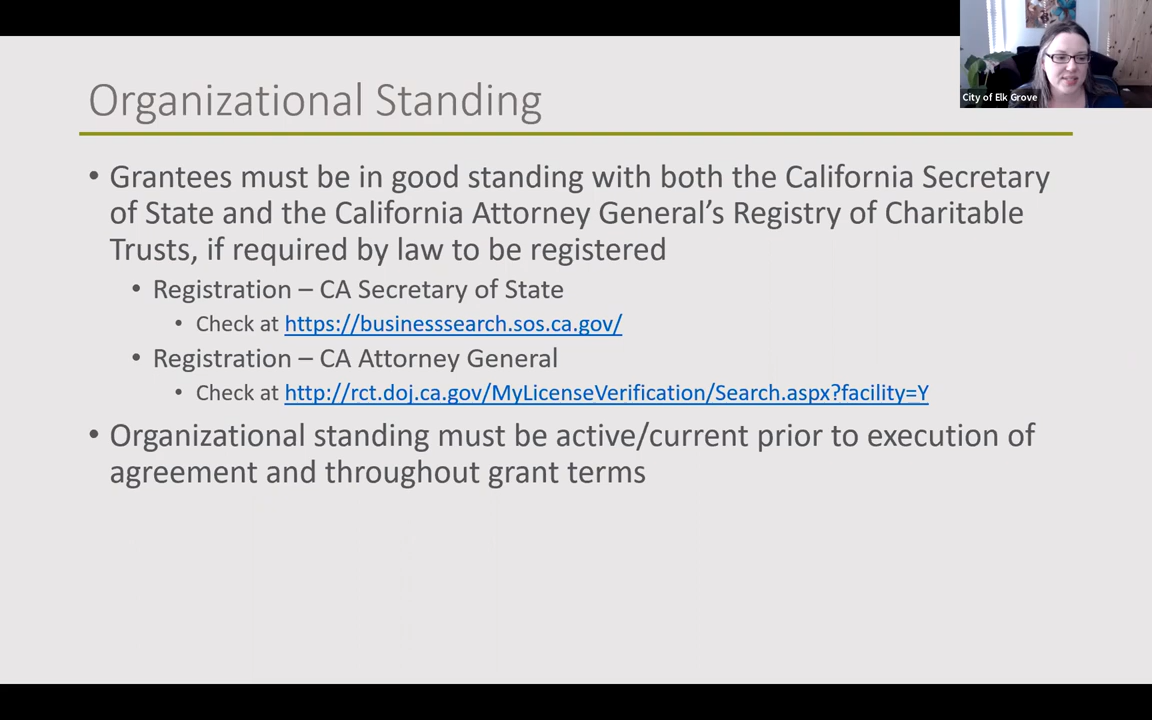 City of Elk Grove
Organizational Standing
• Grantees must be in good standing with both the California Secretary
of State and the California Attorney General’s Registry of Charitable
Trusts, if required by law to be registered
• Registration – CA Secretary of State
• Check at https://businesssearch.sos.ca.gov/
• Registration – CA Attorney General
• Check at http://rct.doj.ca.gov/MyLicenseVerification/Search.aspx?facility=Y
• Organizational standing must be active/current prior to execution of
agreement and throughout grant terms